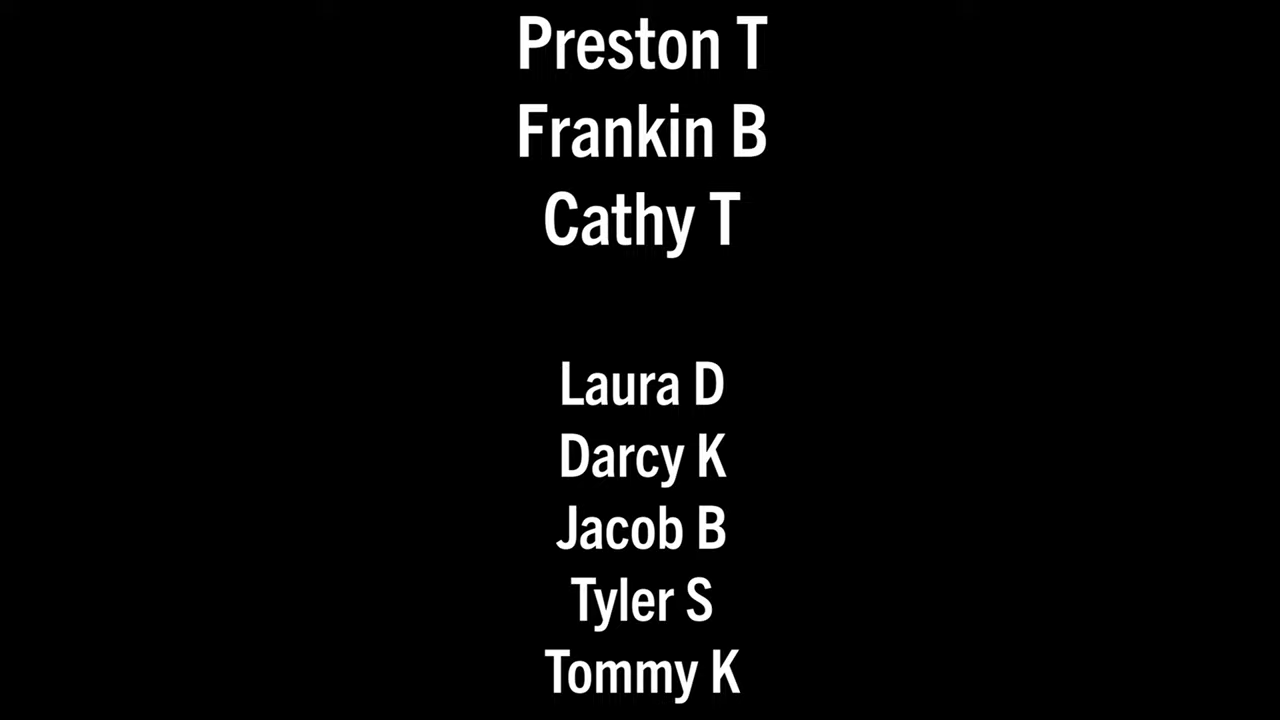 Preston T
Frankin B
Cathy T
Laura D
Darcy K
Jacob B
Tyler S
Tommy K